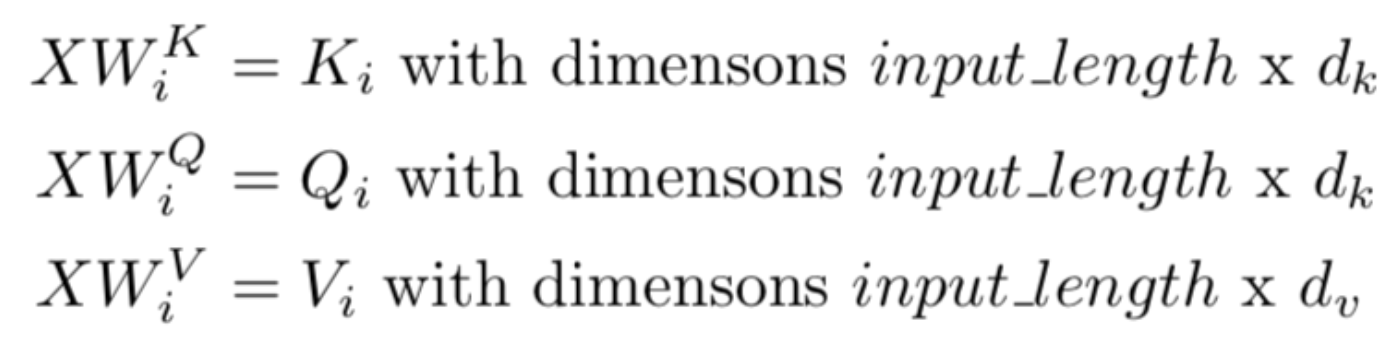 XW_i^K = K_i with dimensons input_length x d_k
XW_i^Q = Q_i with dimensons input_length x d_k
XW_i^V = V_i with dimensons input_length x d_v